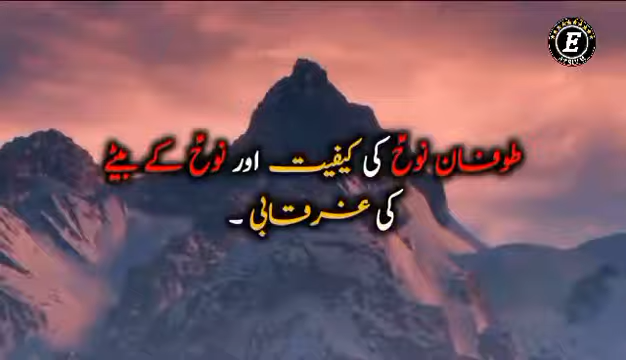 طوفان نوحؑ کی کیفیت اور نوحؑ کے بیٹے
کی غرقابی ۔
E